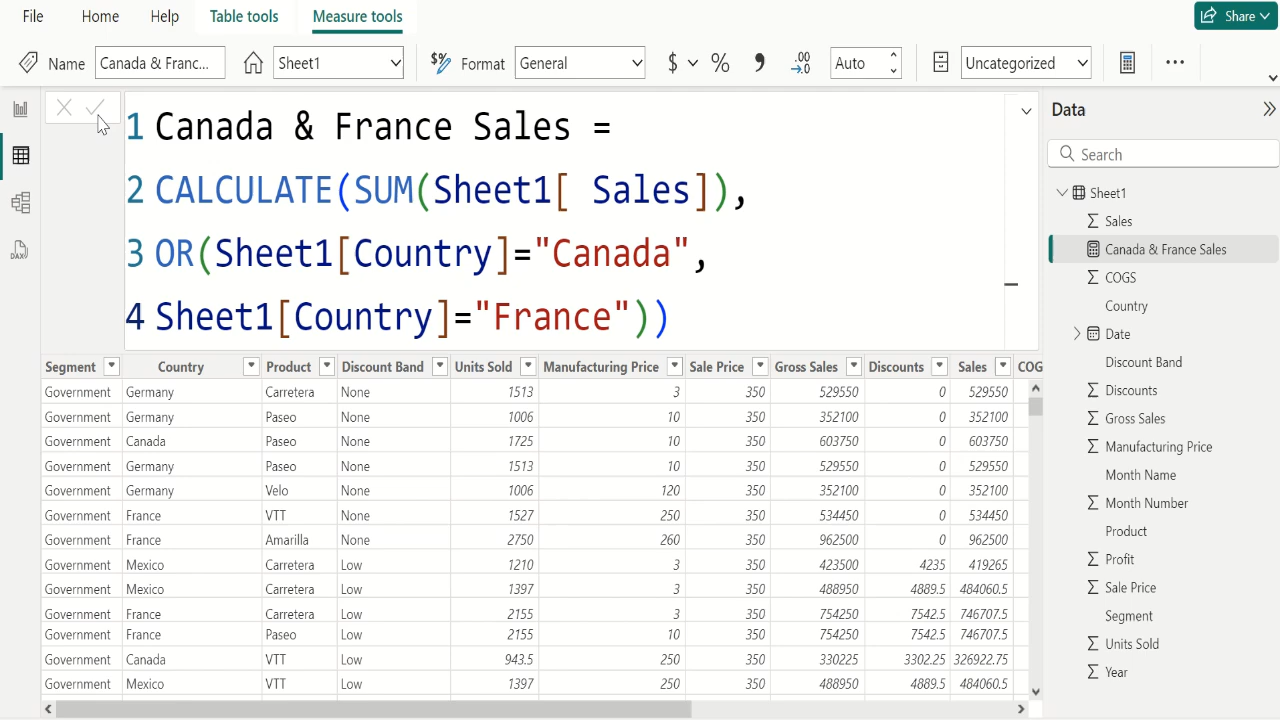 File Home Help Table tools Measure tools Share
Name Canada & Franc... Sheet1 $% Format General $ % , .00 →.0 Auto Uncategorized ...
1 Canada & France Sales =
2 CALCULATE(SUM(Sheet1[ Sales]),
3 OR(Sheet1[Country]="Canada",
4 Sheet1[Country]="France"))
DAX
Segment Country Product Discount Band Units Sold Manufacturing Price Sale Price Gross Sales Discounts Sales COG
Government Germany Carretera None 1513 3 350 529550 0 529550
Government Germany Paseo None 1006 10 350 352100 0 352100
Government Canada Paseo None 1725 10 350 603750 0 603750
Government Germany Paseo None 1513 10 350 529550 0 529550
Government Germany Velo None 1006 120 350 352100 0 352100
Government France VTT None 1527 250 350 534450 0 534450
Government France Amarilla None 2750 260 350 962500 0 962500
Government Mexico Carretera Low 1210 3 350 423500 4235 419265
Government Mexico Carretera Low 1397 3 350 488950 4889.5 484060.5
Government France Carretera Low 2155 3 350 754250 7542.5 746707.5
Government France Paseo Low 2155 10 350 754250 7542.5 746707.5
Government Canada VTT Low 943.5 250 350 330225 3302.25 326922.75
Government Mexico VTT Low 1397 250 350 488950 4889.5 484060.5
Data
Search
Sheet1
Σ Sales
Canada & France Sales
Σ COGS
Country
Date
Discount Band
Σ Discounts
Σ Gross Sales
Σ Manufacturing Price
Month Name
Σ Month Number
Product
Σ Profit
Σ Sale Price
Segment
Σ Units Sold
Σ Year